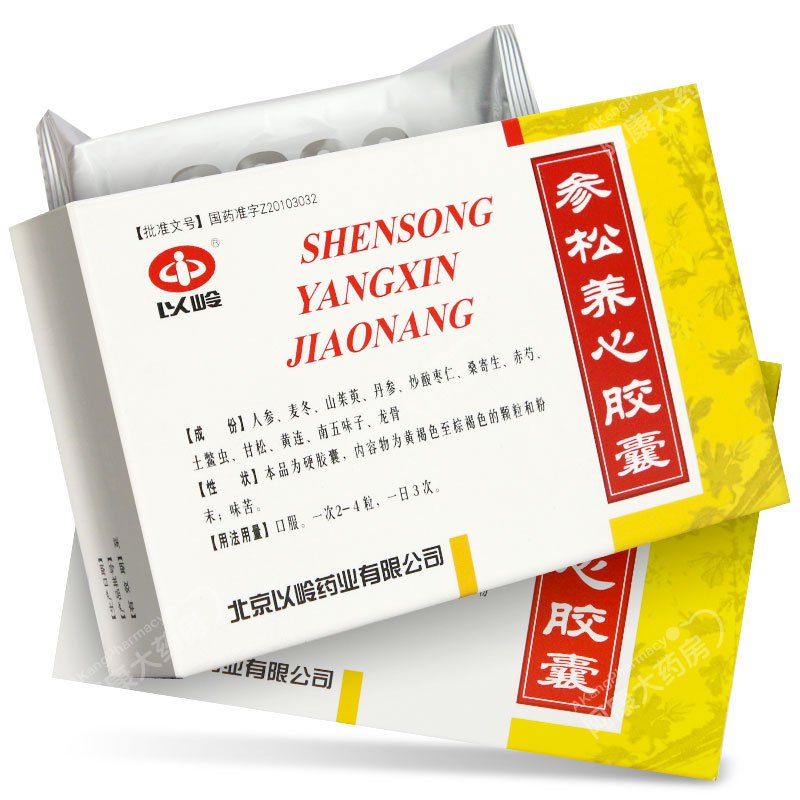 【批准文号】国药准字Z20103032
以岭
®
SHENSONG
YANGXIN
JIAONANG
参松养心胶囊
【成　份】人参、麦冬、山茱萸、丹参、炒酸枣仁、桑寄生、赤芍、
土鳖虫、甘松、黄连、南五味子、龙骨
【性　状】本品为硬胶囊，内容物为黄褐色至棕褐色的颗粒和粉
末；味苦。
【用法用量】口服。一次2-4粒，一日3次。
北京以岭药业有限公司
心胶囊
粉
业有限公司
AKangPharmacy
康大药房